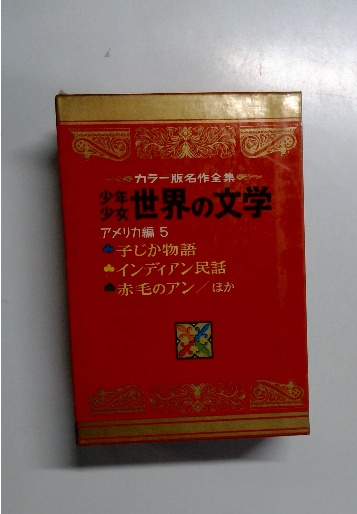 カラー版名作全集
少年少女 世界の文学
アメリカ編 5
子じか物語
インディアン民話
赤毛のアン／ほか